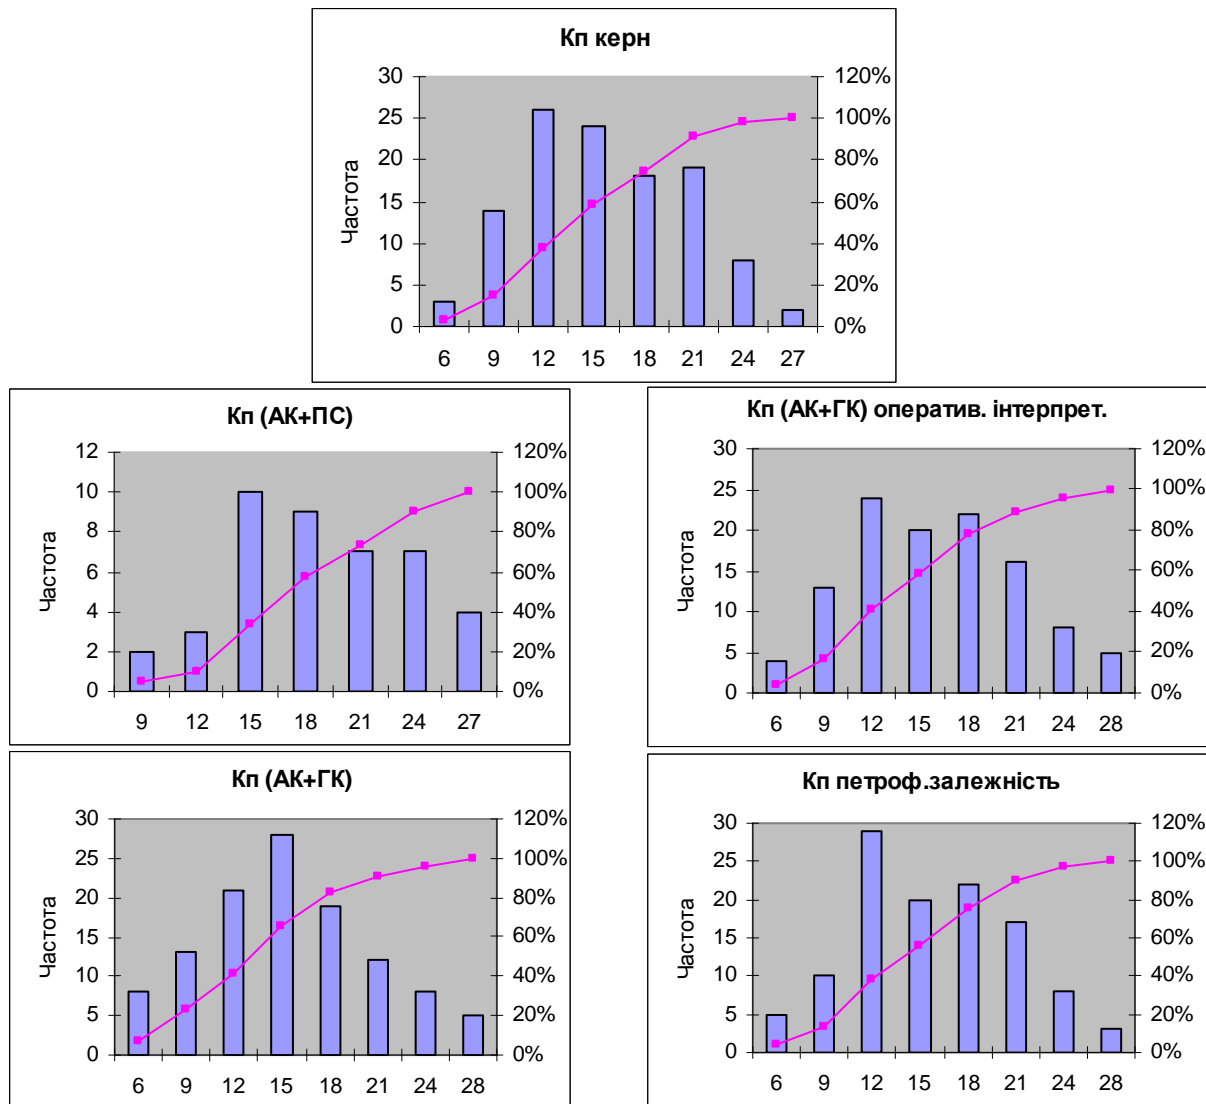 Кп керн
30 120%
25 100%
20 80%
15 60%
10 40%
5 20%
0 0%
Частота
6 9 12 15 18 21 24 27
Кп (АК+ПС)
12 120%
10 100%
8 80%
6 60%
4 40%
2 20%
0 0%
Частота
9 12 15 18 21 24 27
Кп (АК+ГК) оператив. інтерпрет.
30 120%
25 100%
20 80%
15 60%
10 40%
5 20%
0 0%
Частота
6 9 12 15 18 21 24 28
Кп (АК+ГК)
30 120%
25 100%
20 80%
15 60%
10 40%
5 20%
0 0%
Частота
6 9 12 15 18 21 24 28
Кп петроф.залежність
30 120%
25 100%
20 80%
15 60%
10 40%
5 20%
0 0%
Частота
6 9 12 15 18 21 24 28